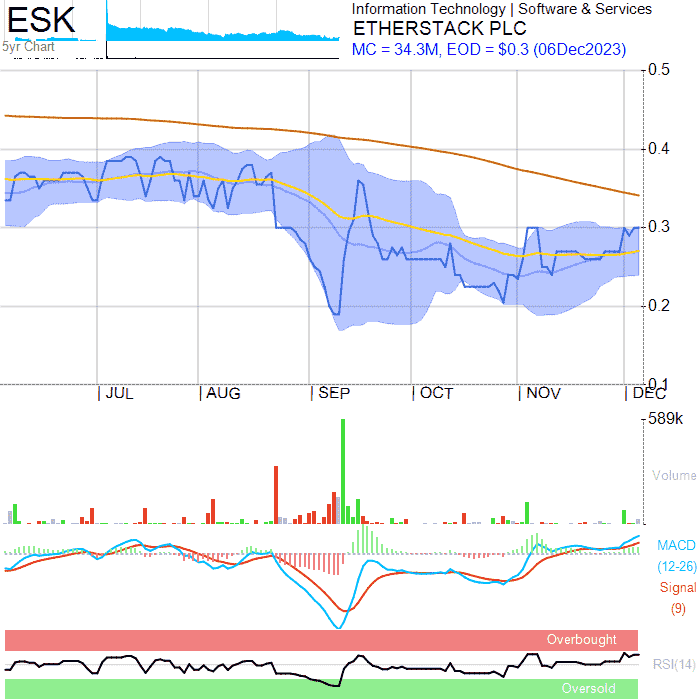 ESK
5yr Chart
Information Technology | Software & Services
ETHERSTACK PLC
MC = 34.3M, EOD = $0.3 (06Dec2023)
0.5
0.4
0.3
0.2
0.1
JUL
AUG
SEP
OCT
NOV
DEC
589k
Volume
MACD
(12-26)
Signal
(9)
Overbought
RSI(14)
Oversold